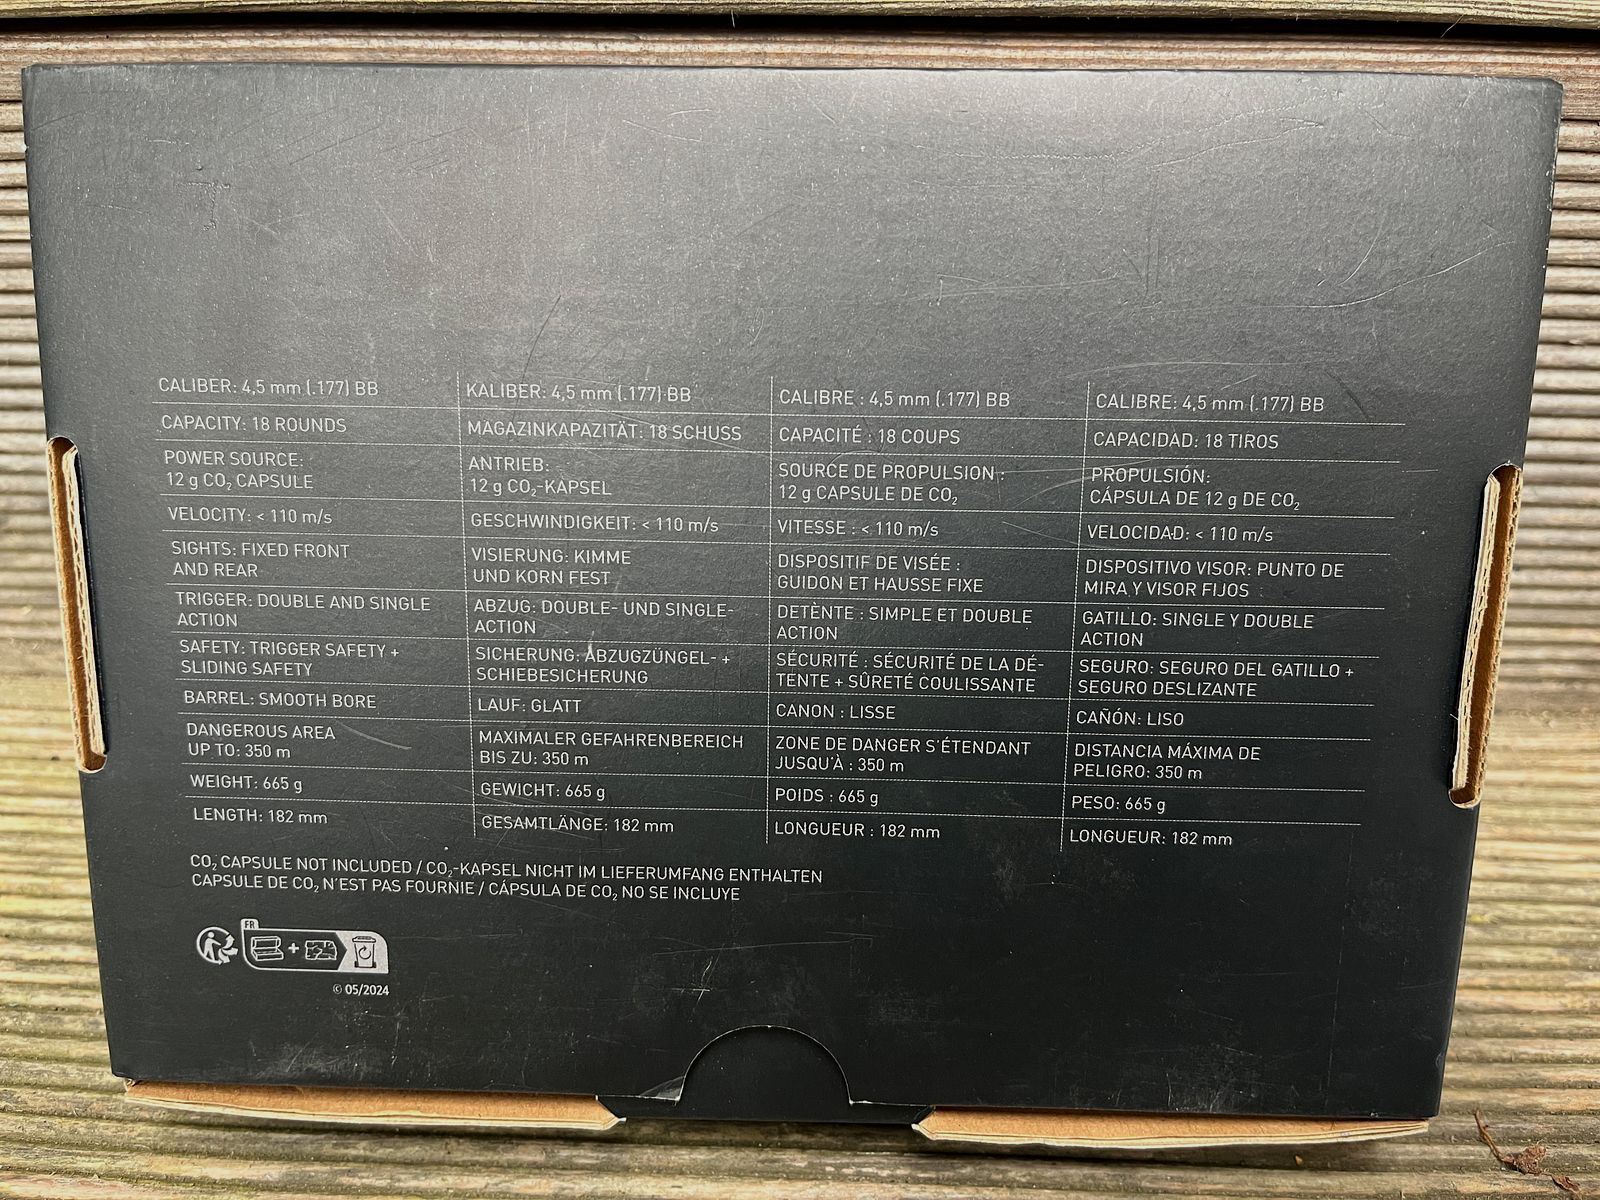 CALIBER: 4,5 mm (.177) BB
CAPACITY: 18 ROUNDS
POWER SOURCE:
12 g CO₂ CAPSULE
VELOCITY: < 110 m/s
SIGHTS: FIXED FRONT
AND REAR
TRIGGER: DOUBLE AND SINGLE
ACTION
SAFETY: TRIGGER SAFETY +
SLIDING SAFETY
BARREL: SMOOTH BORE
DANGEROUS AREA
UP TO: 350 m
WEIGHT: 665 g
LENGTH: 182 mm
KALIBER: 4,5 mm (.177) BB
MAGAZINKAPAZITÄT: 18 SCHUSS
ANTRIEB:
12 g CO₂-KAPSEL
GESCHWINDIGKEIT: < 110 m/s
VISIERUNG: KIMME
UND KORN FEST
ABZUG: DOUBLE- UND SINGLE-
ACTION
SICHERUNG: ABZUGZÜNGEL- +
SCHIEBESICHERUNG
LAUF: GLATT
MAXIMALER GEFAHRENBEREICH
BIS ZU: 350 m
GEWICHT: 665 g
GESAMTLÄNGE: 182 mm
CALIBRE : 4,5 mm (.177) BB
CAPACITÉ : 18 COUPS
SOURCE DE PROPULSION :
12 g CAPSULE DE CO₂
VITESSE : < 110 m/s
DISPOSITIF DE VISÉE :
GUIDON ET HAUSSE FIXE
DETÈNTE : SIMPLE ET DOUBLE
ACTION
SÉCURITÉ : SÉCURITÉ DE LA DÉ-
TENTE + SÛRETÉ COULISSANTE
CANON : LISSE
ZONE DE DANGER S'ÉTENDANT
JUSQU'À : 350 m
POIDS : 665 g
LONGUEUR : 182 mm
CALIBRE: 4,5 mm (.177) BB
CAPACIDAD: 18 TIROS
PROPULSIÓN:
CÁPSULA DE 12 g DE CO₂
VELOCIDAD: < 110 m/s
DISPOSITIVO VISOR: PUNTO DE
MIRA Y VISOR FIJOS
GATILLO: SINGLE Y DOUBLE
ACTION
SEGURO: SEGURO DEL GATILLO +
SEGURO DESLIZANTE
CAÑÓN: LISO
DISTANCIA MÁXIMA DE
PELIGRO: 350 m
PESO: 665 g
LONGUEUR: 182 mm
CO₂ CAPSULE NOT INCLUDED / CO₂-KAPSEL NICHT IM LIEFERUMFANG ENTHALTEN
CAPSULE DE CO₂ N'EST PAS FOURNIE / CÁPSULA DE CO₂ NO SE INCLUYE
FR
© 05/2024